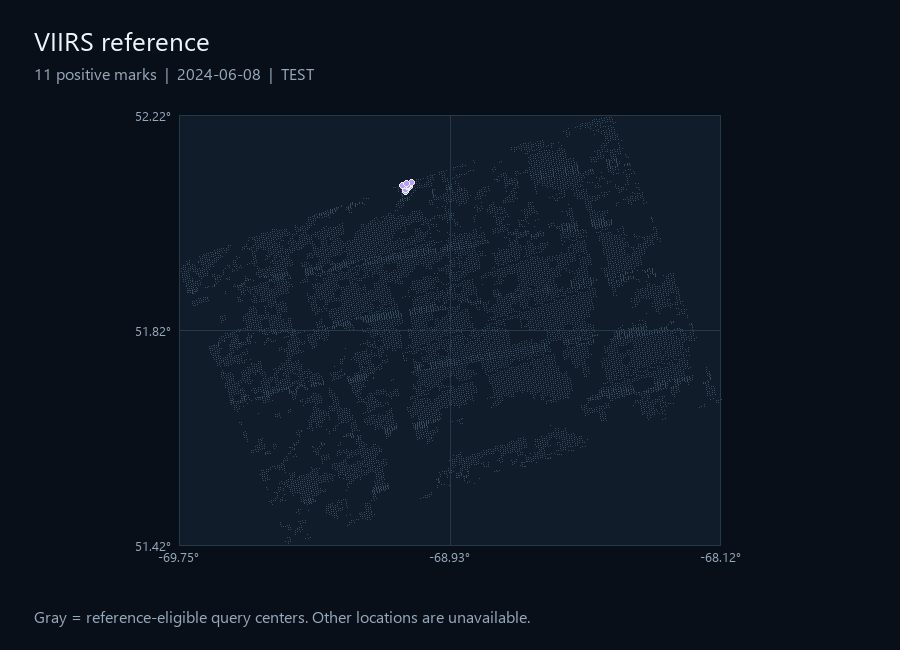 VIIRS reference
11 positive marks | 2024-06-08 | TEST
52.22°
51.82°
51.42°
-69.75°
-68.93°
-68.12°
Gray = reference-eligible query centers. Other locations are unavailable.